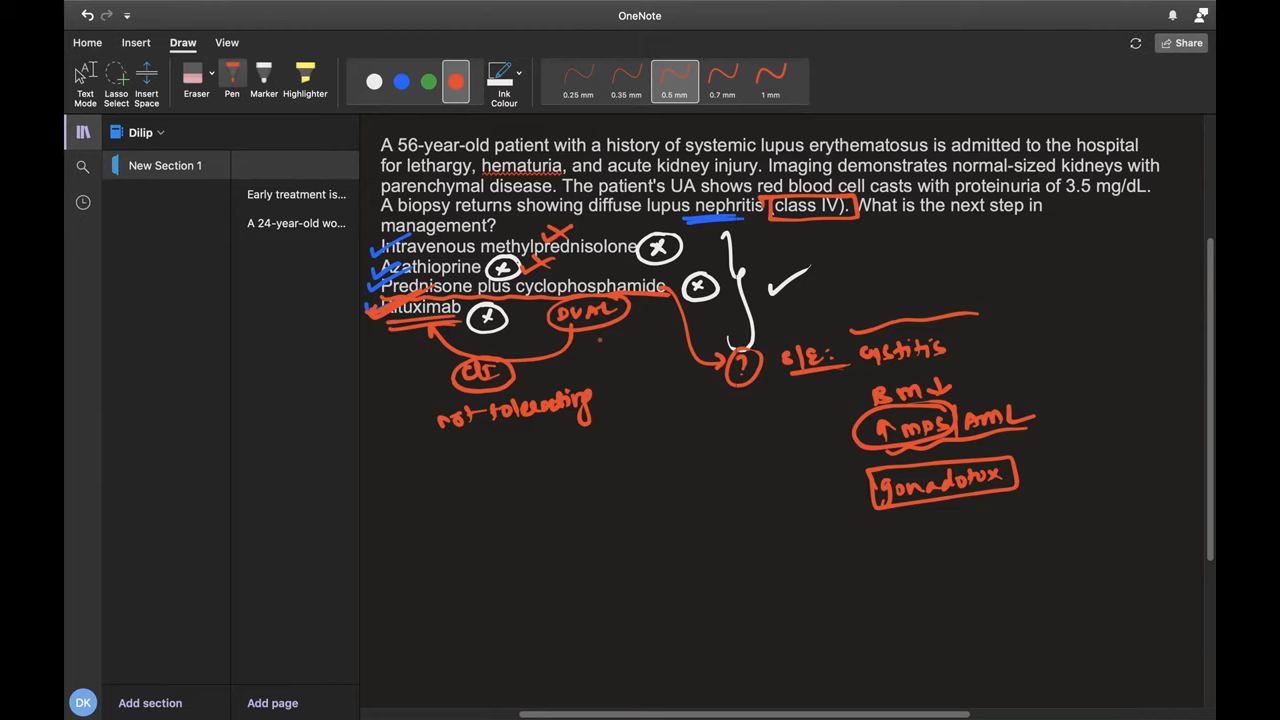 OneNote
Home Insert Draw View
Share
Text Mode
Lasso Select
Insert Space
Eraser
Pen
Marker
Highlighter
Ink Colour
0.25 mm
0.35 mm
0.5 mm
0.7 mm
1 mm
Dilip
New Section 1
Early treatment is...
A 24-year-old wo...
A 56-year-old patient with a history of systemic lupus erythematosus is admitted to the hospital
for lethargy, hematuria, and acute kidney injury. Imaging demonstrates normal-sized kidneys with
parenchymal disease. The patient's UA shows red blood cell casts with proteinuria of 3.5 mg/dL.
A biopsy returns showing diffuse lupus nephritis (class IV). What is the next step in
management?
Intravenous methylprednisolone
Azathioprine
Prednisone plus cyclophosphamide
Rituximab
DUAL
?
S/E: cystitis
BM↓
↑ MDS AML
gonadotox
not tolerating
DK
Add section
Add page